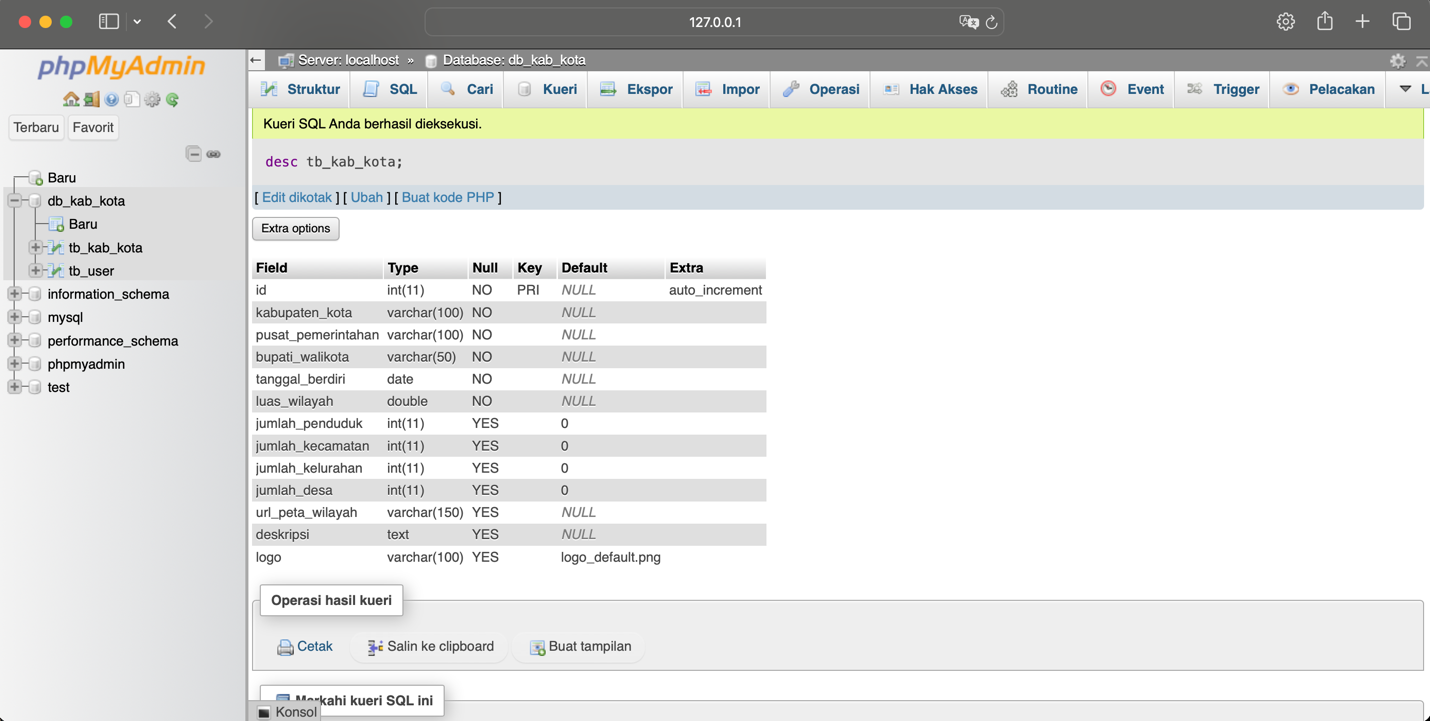 127.0.0.1
phpMyAdmin
Terbaru Favorit
Baru
db_kab_kota
Baru
tb_kab_kota
tb_user
information_schema
mysql
performance_schema
phpmyadmin
test
Server: localhost » Database: db_kab_kota
Struktur SQL Cari Kueri Ekspor Impor Operasi Hak Akses Routine Event Trigger Pelacakan L
Kueri SQL Anda berhasil dieksekusi.
desc tb_kab_kota;
[ Edit dikotak ] [ Ubah ] [ Buat kode PHP ]
Extra options
Field Type Null Key Default Extra
id int(11) NO PRI NULL auto_increment
kabupaten_kota varchar(100) NO NULL
pusat_pemerintahan varchar(100) NO NULL
bupati_walikota varchar(50) NO NULL
tanggal_berdiri date NO NULL
luas_wilayah double NO NULL
jumlah_penduduk int(11) YES 0
jumlah_kecamatan int(11) YES 0
jumlah_kelurahan int(11) YES 0
jumlah_desa int(11) YES 0
url_peta_wilayah varchar(150) YES NULL
deskripsi text YES NULL
logo varchar(100) YES logo_default.png
Operasi hasil kueri
Cetak Salin ke clipboard Buat tampilan
Markahi kueri SQL ini
Konsol